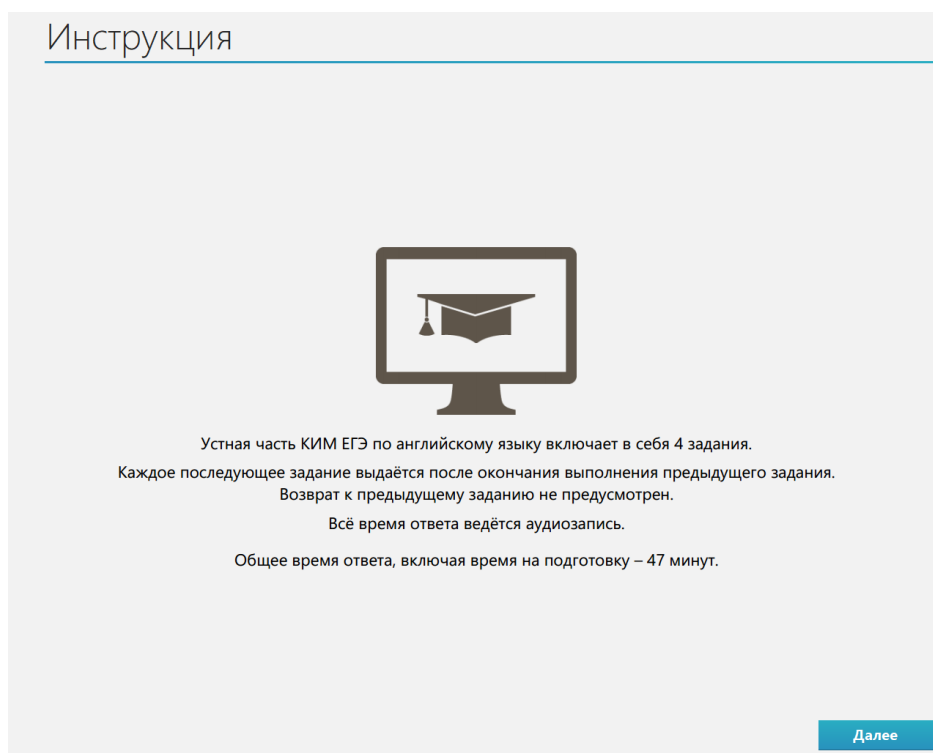 Инструкция
Устная часть КИМ ЕГЭ по английскому языку включает в себя 4 задания.
Каждое последующее задание выдаётся после окончания выполнения предыдущего задания.
Возврат к предыдущему заданию не предусмотрен.
Всё время ответа ведётся аудиозапись.
Общее время ответа, включая время на подготовку – 47 минут.
Далее